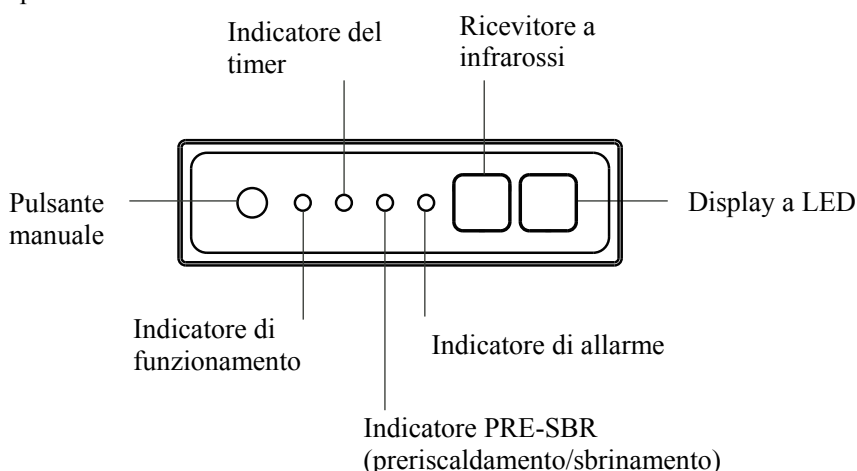 Indicatore del
timer
Ricevitore a
infrarossi
Pulsante
manuale
Display a LED
Indicatore di
funzionamento
Indicatore di allarme
Indicatore PRE-SBR
(preriscaldamento/sbrinamento)